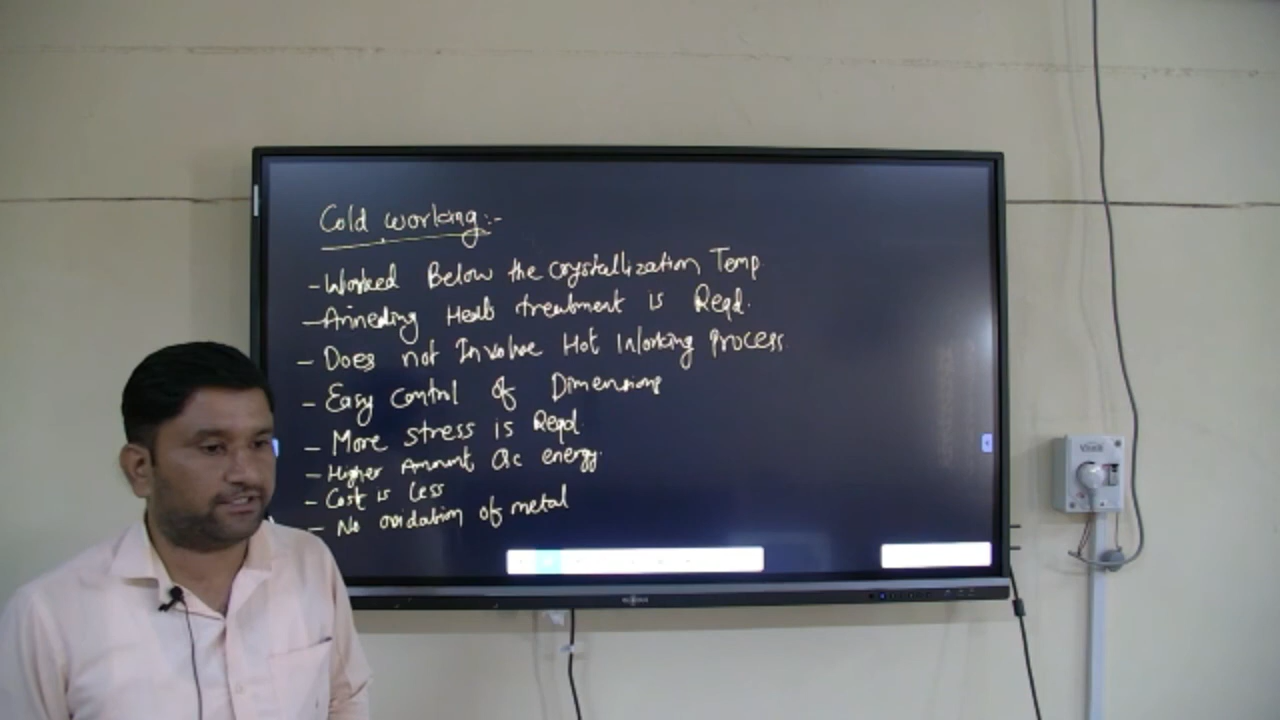 Cold working:-
- Worked Below the crystallization Temp.
- Annealing Heat treatment is Reqd.
- Does not Involve Hot Working process.
- Easy control of Dimensions
- More stress is Reqd.
- Higher Amount of energy.
- Cost is less
- No oxidation of metal